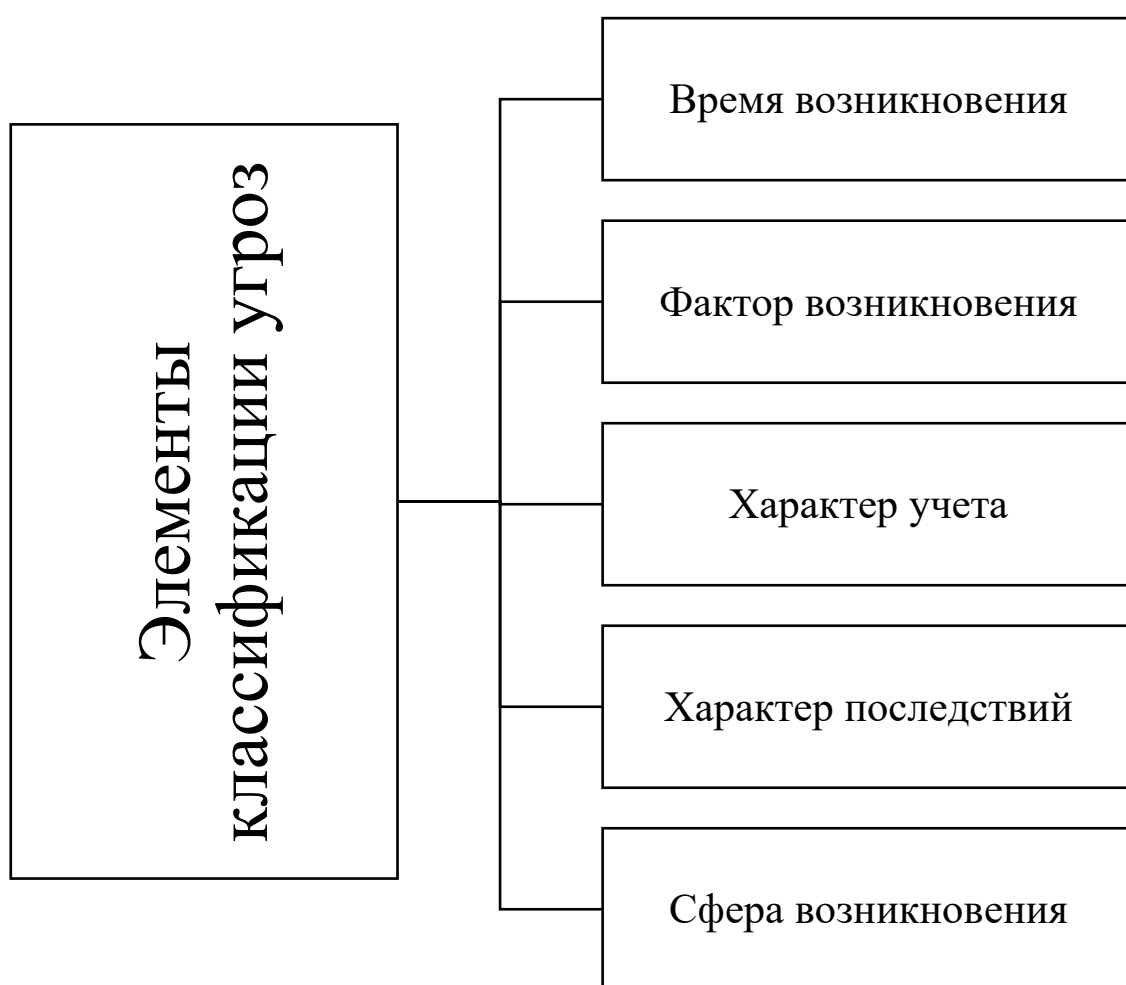 Элементы
классификации угроз
Время возникновения
Фактор возникновения
Характер учета
Характер последствий
Сфера возникновения